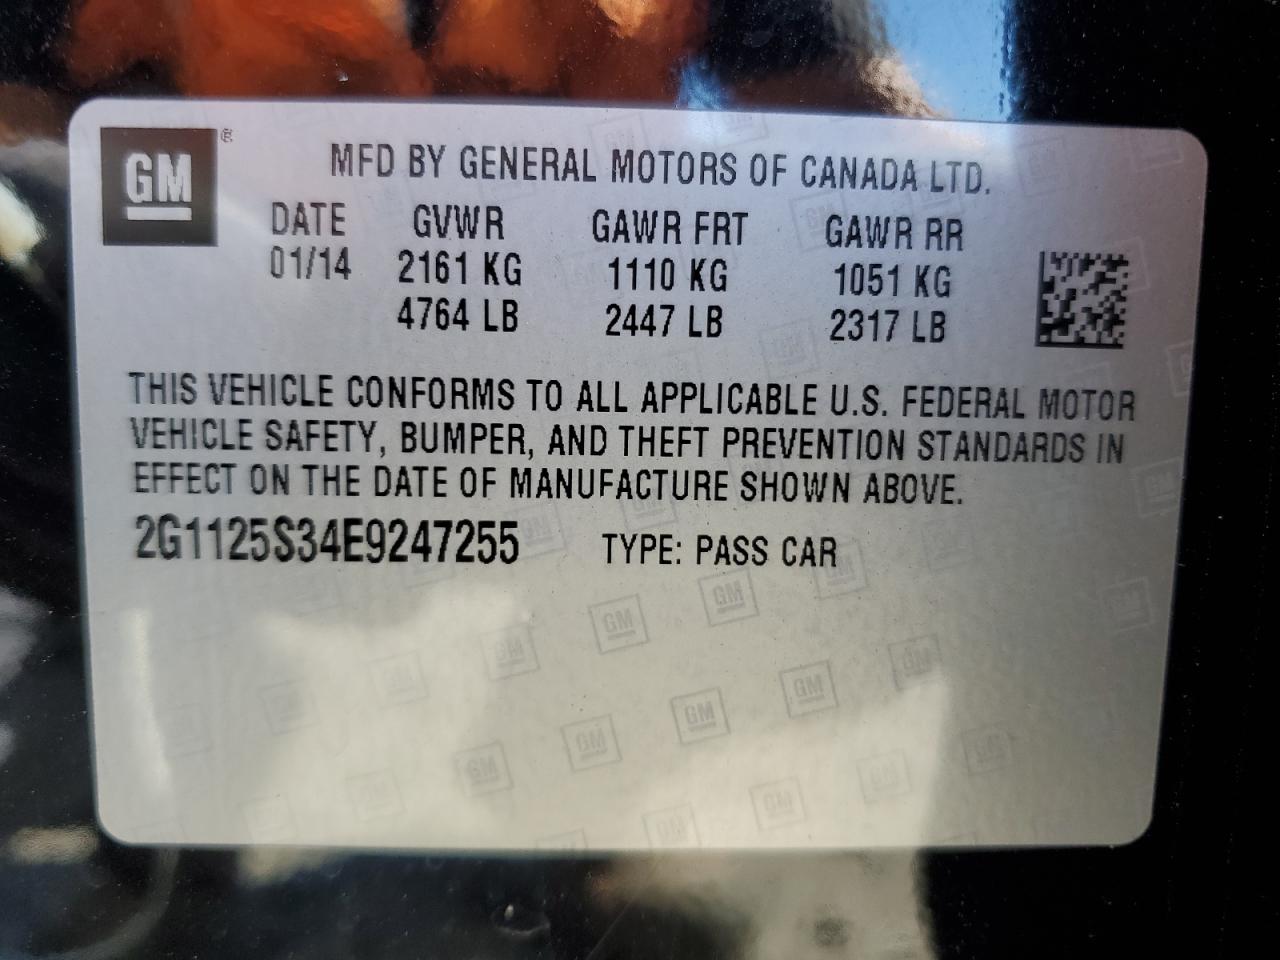 GM
MFD BY GENERAL MOTORS OF CANADA LTD.
DATE GVWR GAWR FRT GAWR RR
01/14 2161 KG 1110 KG 1051 KG
4764 LB 2447 LB 2317 LB
THIS VEHICLE CONFORMS TO ALL APPLICABLE U.S. FEDERAL MOTOR
VEHICLE SAFETY, BUMPER, AND THEFT PREVENTION STANDARDS IN
EFFECT ON THE DATE OF MANUFACTURE SHOWN ABOVE.
2G1125S34E9247255 TYPE: PASS CAR